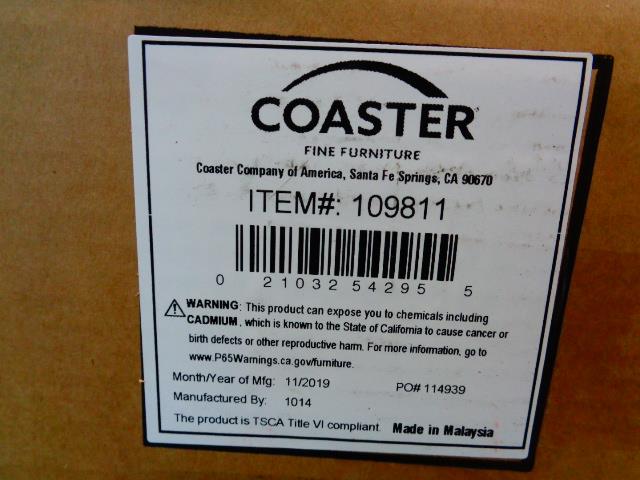 COASTER
FINE FURNITURE
Coaster Company of America, Santa Fe Springs, CA 90670
ITEM#: 109811
0 21032 54295 5
WARNING: This product can expose you to chemicals including
CADMIUM, which is known to the State of California to cause cancer or
birth defects or other reproductive harm. For more information, go to
www.P65Warnings.ca.gov/furniture.
Month/Year of Mfg: 11/2019 PO# 114939
Manufactured By: 1014
The product is TSCA Title VI compliant. Made in Malaysia